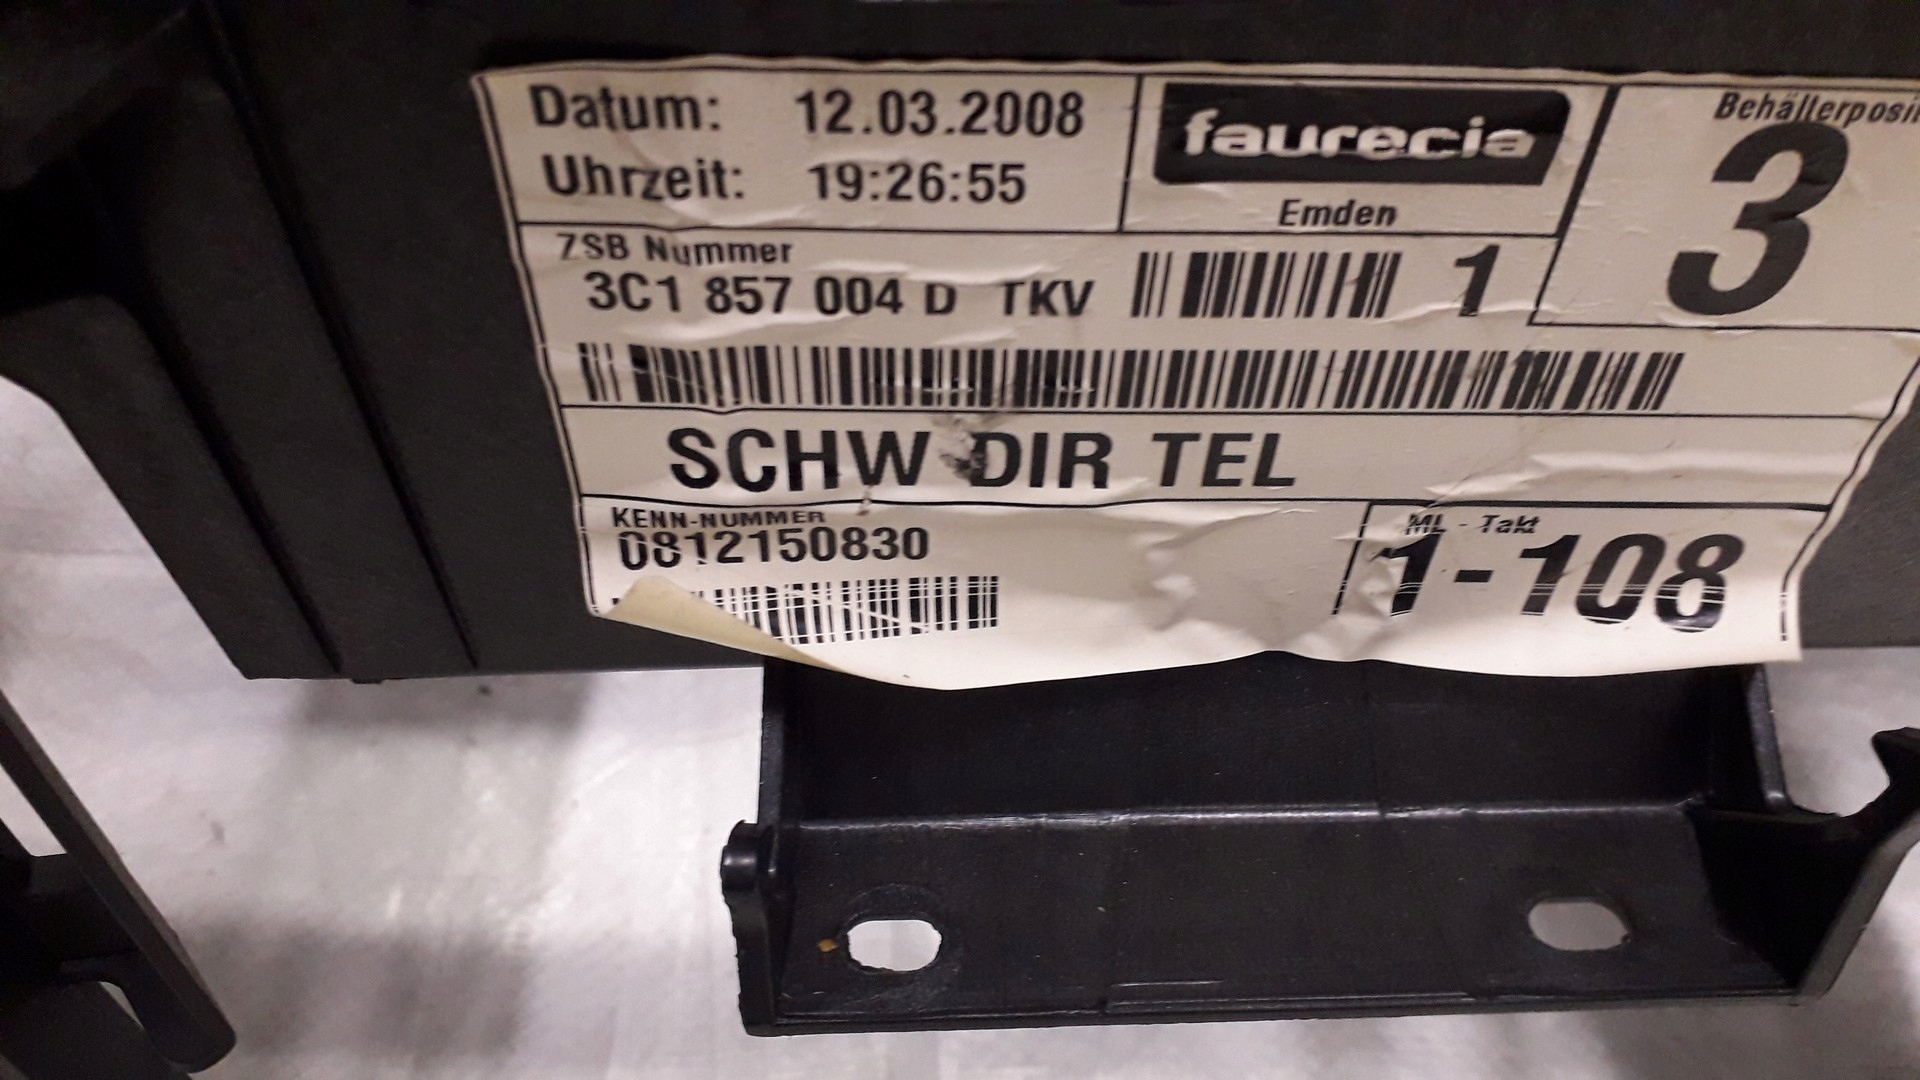 Datum: 12.03.2008
Uhrzeit: 19:26:55
faurecia
Emden
Behälterposit
3
ZSB Nummer
3C1 857 004 D TKV 1
SCHW DIR TEL
KENN-NUMMER
0812150830
ML - Takt
1-108